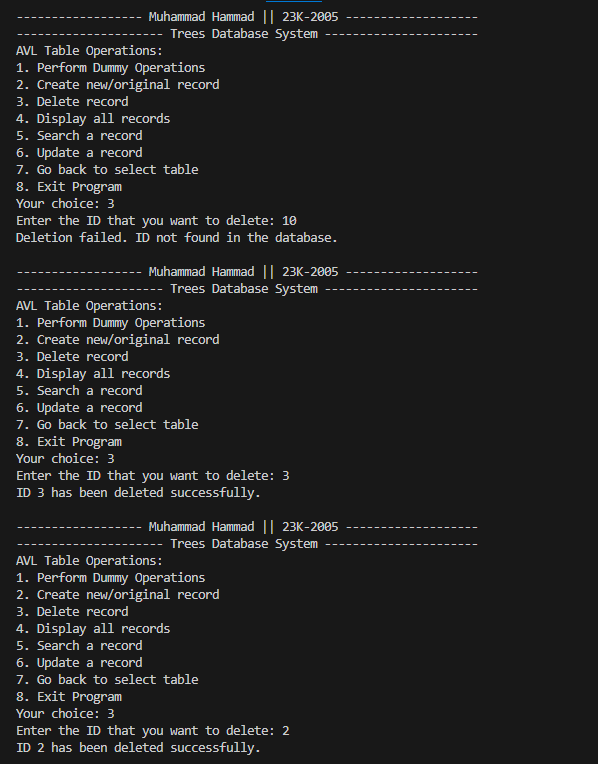 ------------------ Muhammad Hammad || 23K-2005 -------------------
--------------------- Trees Database System ----------------------
AVL Table Operations:
1. Perform Dummy Operations
2. Create new/original record
3. Delete record
4. Display all records
5. Search a record
6. Update a record
7. Go back to select table
8. Exit Program
Your choice: 3
Enter the ID that you want to delete: 10
Deletion failed. ID not found in the database.

------------------ Muhammad Hammad || 23K-2005 -------------------
--------------------- Trees Database System ----------------------
AVL Table Operations:
1. Perform Dummy Operations
2. Create new/original record
3. Delete record
4. Display all records
5. Search a record
6. Update a record
7. Go back to select table
8. Exit Program
Your choice: 3
Enter the ID that you want to delete: 3
ID 3 has been deleted successfully.

------------------ Muhammad Hammad || 23K-2005 -------------------
--------------------- Trees Database System ----------------------
AVL Table Operations:
1. Perform Dummy Operations
2. Create new/original record
3. Delete record
4. Display all records
5. Search a record
6. Update a record
7. Go back to select table
8. Exit Program
Your choice: 3
Enter the ID that you want to delete: 2
ID 2 has been deleted successfully.